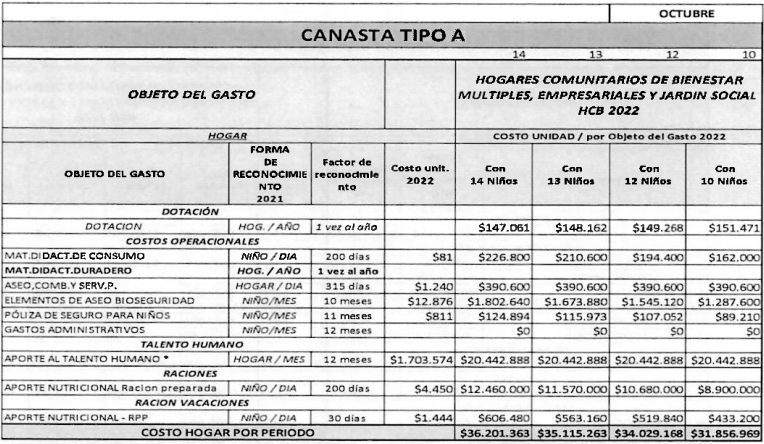 OCTUBRE
CANASTA TIPO A
14 13 12 10
OBJETO DEL GASTO
HOGARES COMUNITARIOS DE BIENESTAR
MULTIPLES, EMPRESARIALES Y JARDIN SOCIAL
HCB 2022
HOGAR
COSTO UNIDAD / por Objeto del Gasto 2022
OBJETO DEL GASTO
FORMA
DE
RECONOCIMIE
NTO
2021
Factor de
reconocimie
nto
Costo unit.
2022
Con
14 Niños
Con
13 Niños
Con
12 Niños
Con
10 Niños
DOTACIÓN
DOTACION HOG. / AÑO 1 vez al año $147.061 $148.162 $149.268 $151.471
COSTOS OPERACIONALES
MAT.DIDACT.DE CONSUMO NIÑO / DIA 200 días $81 $226.800 $210.600 $194.400 $162.000
MAT.DIDACT.DURADERO HOG. / AÑO 1 vez al año
ASEO,COMB.Y SERV.P. HOGAR / DIA 315 días $1.240 $390.600 $390.600 $390.600 $390.600
ELEMENTOS DE ASEO BIOSEGURIDAD NIÑO/MES 10 meses $12.876 $1.802.640 $1.673.880 $1.545.120 $1.287.600
PÓLIZA DE SEGURO PARA NIÑOS NIÑO/MES 11 meses $811 $124.894 $115.973 $107.052 $89.210
GASTOS ADMINISTRATIVOS NIÑO/MES 12 meses $0 $0 $0 $0
TALENTO HUMANO
APORTE AL TALENTO HUMANO * HOGAR / MES 12 meses $1.703.574 $20.442.888 $20.442.888 $20.442.888 $20.442.888
RACIONES
APORTE NUTRICIONAL Racion preparada NIÑO / DIA 200 días $4.450 $12.460.000 $11.570.000 $10.680.000 $8.900.000
RACION VACACIONES
APORTE NUTRICIONAL - RPP NIÑO / DIA 30 días $1.444 $606.480 $563.160 $519.840 $433.200
COSTO HOGAR POR PERIODO $36.201.363 $35.115.263 $34.029.168 $31.856.969